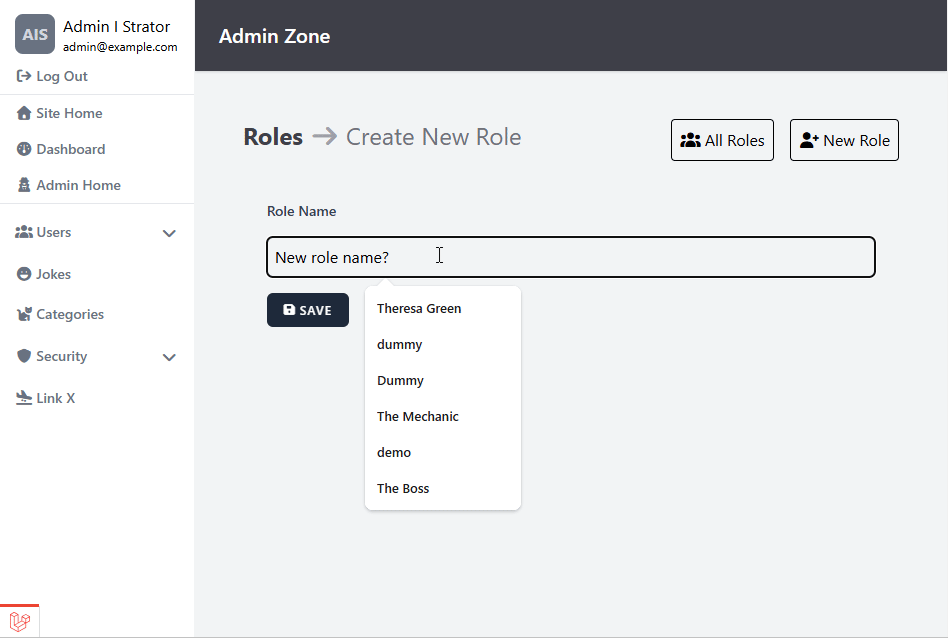 AIS
Admin I Strator
admin@example.com
Log Out
Site Home
Dashboard
Admin Home
Users
Jokes
Categories
Security
Link X
Admin Zone
Roles → Create New Role
All Roles
New Role
Role Name
New role name?
SAVE
Theresa Green
dummy
Dummy
The Mechanic
demo
The Boss